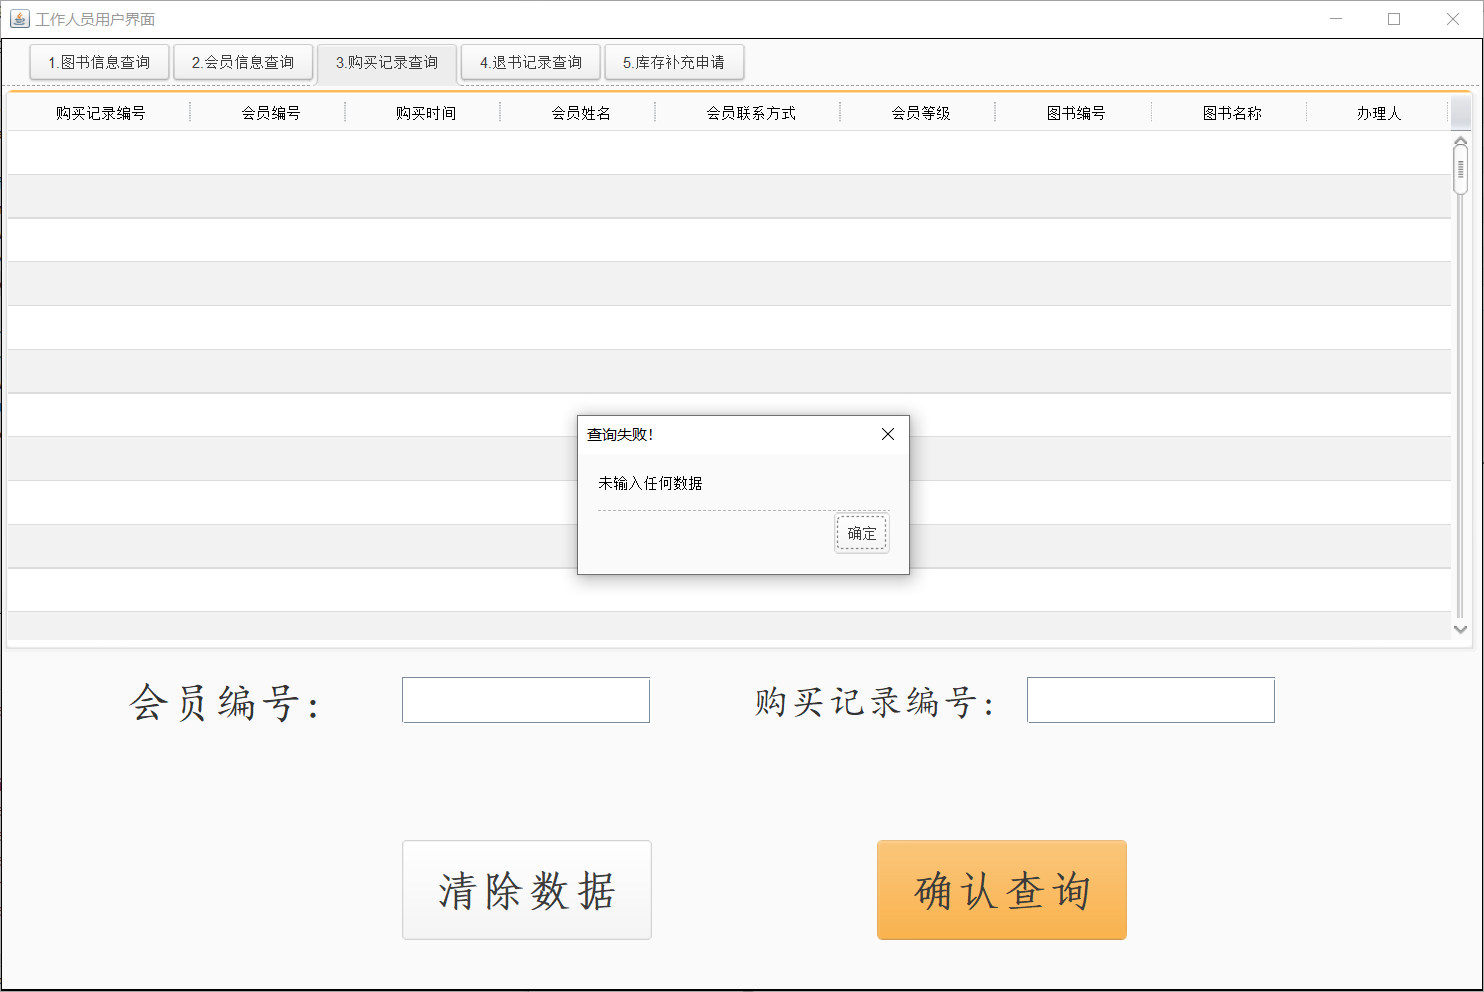 工作人员用户界面
1.图书信息查询 2.会员信息查询 3.购买记录查询 4.退书记录查询 5.库存补充申请
购买记录编号 会员编号 购买时间 会员姓名 会员联系方式 会员等级 图书编号 图书名称 办理人
查询失败!
未输入任何数据
确定
会员编号: 购买记录编号:
清除数据 确认查询